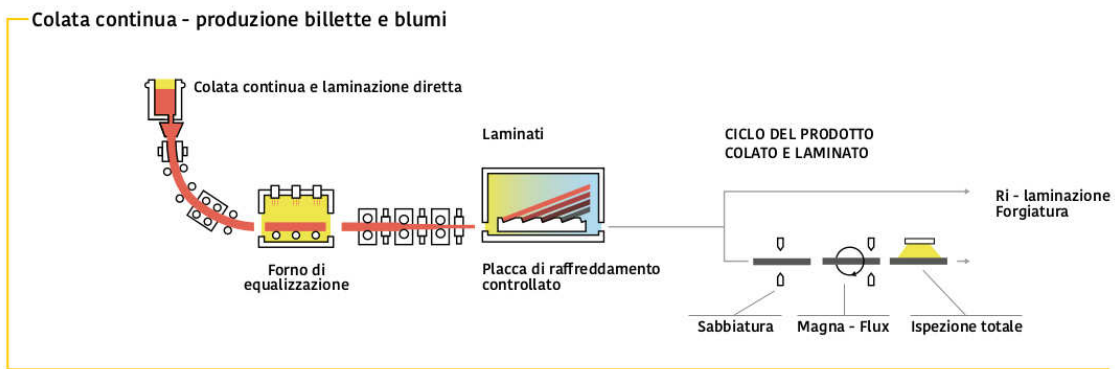 Colata continua - produzione billette e blumi
Colata continua e laminazione diretta
Laminati
CICLO DEL PRODOTTO
COLATO E LAMINATO
Ri - laminazione
Forgiatura
Forno di
equalizzazione
Placca di raffreddamento
controllato
Sabbiatura
Magna - Flux
Ispezione totale